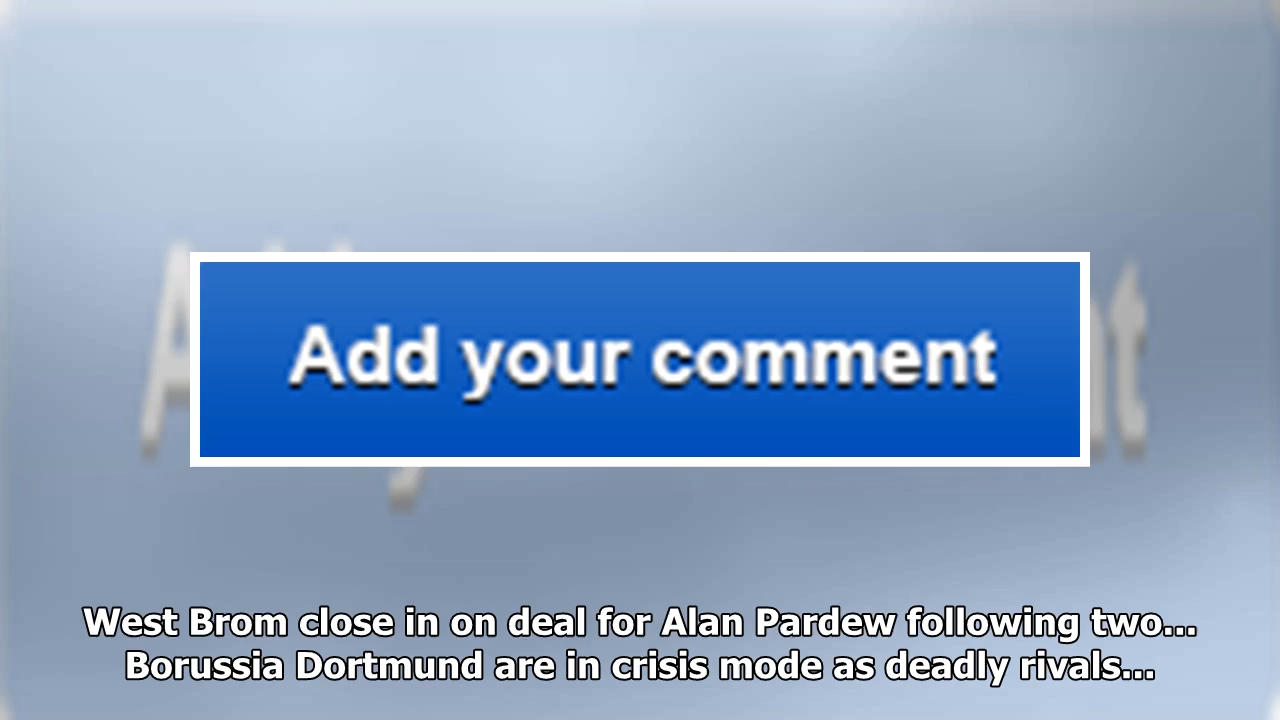 Add your comment
West Brom close in on deal for Alan Pardew following two...
Borussia Dortmund are in crisis mode as deadly rivals...